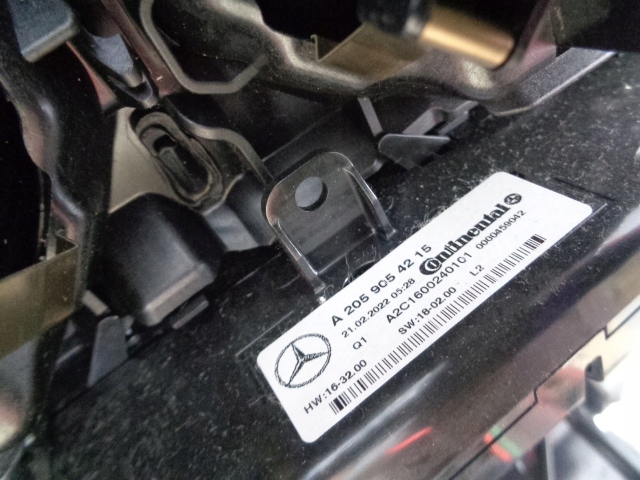 A 205 905 42 15
21.02.2022 05:28
Continental
Q1
A2C1600240101
0000459042
HW:16-32.00
SW:18-02.00
L2